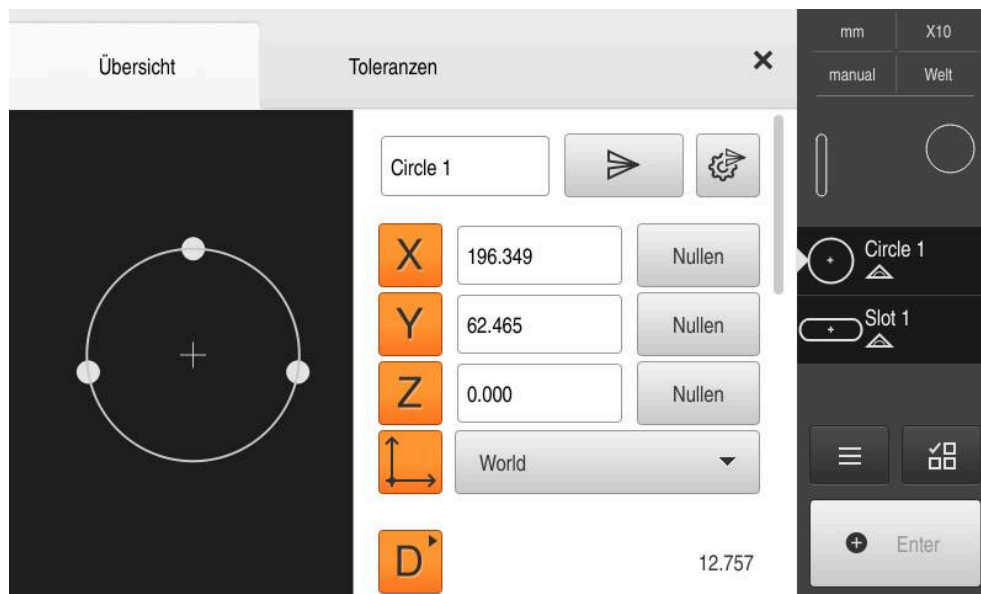 Übersicht
Toleranzen
mm
X10
manual
Welt
Circle 1
X
196.349
Nullen
Y
62.465
Nullen
Z
0.000
Nullen
World
D
12.757
Circle 1
Slot 1
Enter